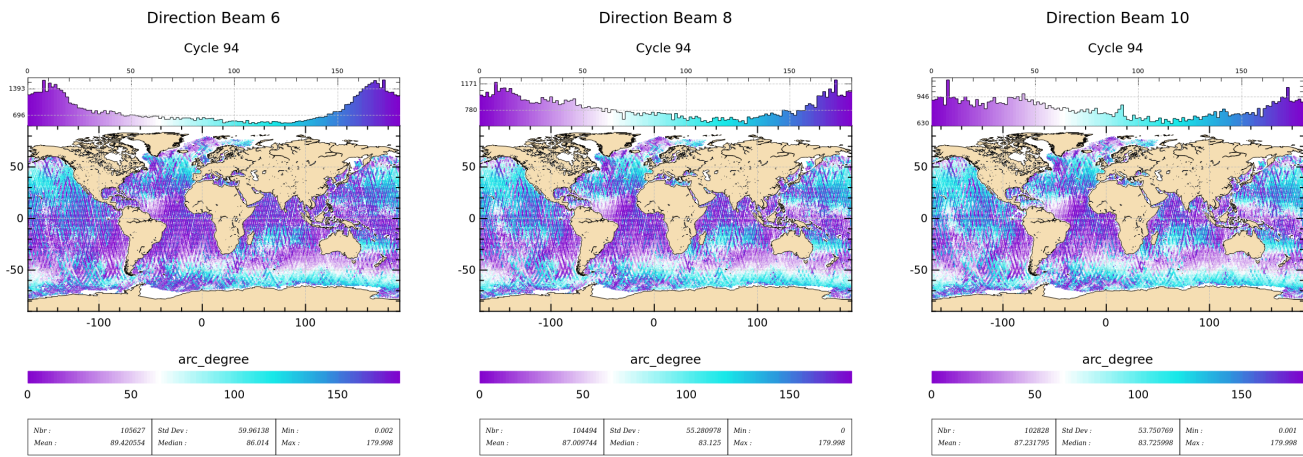 Direction Beam 6
Cycle 94
0 50 100 150
1393
696
50
0
-50
-100 0 100
arc_degree
0 50 100 150
Nbr : 105627 Std Dev : 59.96138 Min : 0.002
Mean : 89.420554 Median : 86.014 Max : 179.998
Direction Beam 8
Cycle 94
0 50 100 150
1171
780
50
0
-50
-100 0 100
arc_degree
0 50 100 150
Nbr : 104494 Std Dev : 55.280978 Min : 0
Mean : 87.009744 Median : 83.125 Max : 179.998
Direction Beam 10
Cycle 94
0 50 100 150
946
630
50
0
-50
-100 0 100
arc_degree
0 50 100 150
Nbr : 102828 Std Dev : 53.750769 Min : 0.001
Mean : 87.231795 Median : 83.725998 Max : 179.998